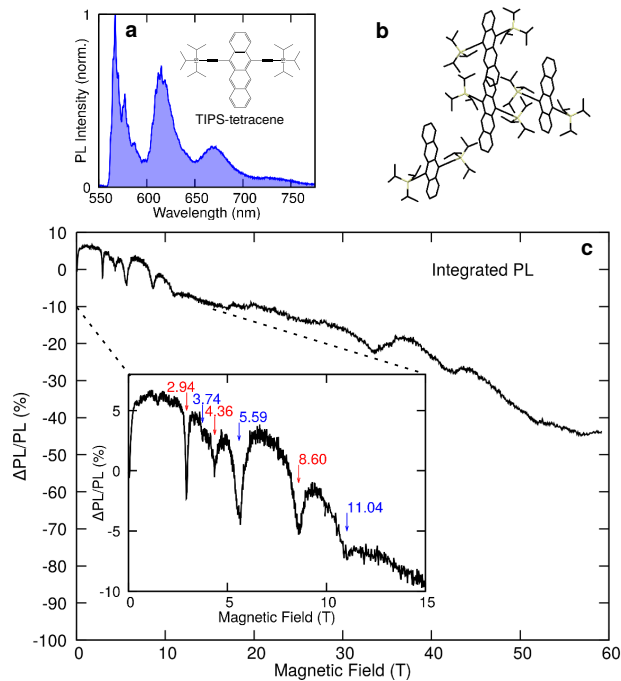 a
b
1
0
PL Intensity (norm.)
Si
Si
TIPS-tetracene
550 600 650 700 750
Wavelength (nm)
c
Integrated PL
10
0
-10
-20
-30
-40
-50
-60
-70
-80
-90
-100
ΔPL/PL (%)
0 10 20 30 40 50 60
Magnetic Field (T)
2.94
3.74
4.36
5.59
8.60
11.04
5
0
-5
-10
ΔPL/PL (%)
0 5 10 15
Magnetic Field (T)